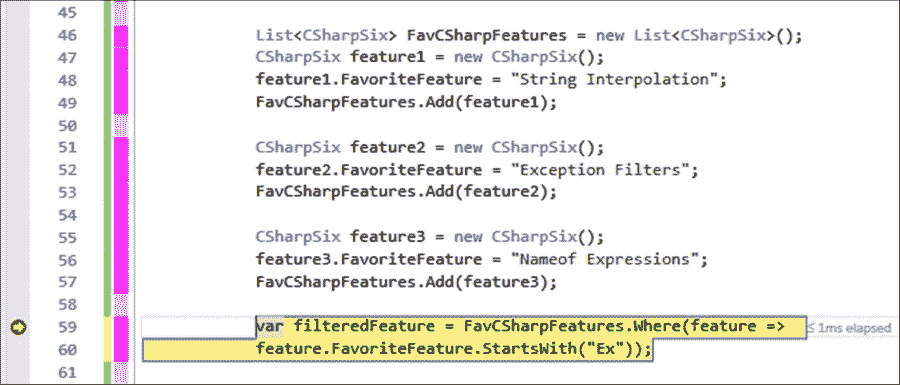 45
46 List<CSharpSix> FavCSharpFeatures = new List<CSharpSix>();
47 CSharpSix feature1 = new CSharpSix();
48 feature1.FavoriteFeature = "String Interpolation";
49 FavCSharpFeatures.Add(feature1);
50
51 CSharpSix feature2 = new CSharpSix();
52 feature2.FavoriteFeature = "Exception Filters";
53 FavCSharpFeatures.Add(feature2);
54
55 CSharpSix feature3 = new CSharpSix();
56 feature3.FavoriteFeature = "Nameof Expressions";
57 FavCSharpFeatures.Add(feature3);
58
59 var filteredFeature = FavCSharpFeatures.Where(feature => ≤ 1ms elapsed
60 feature.FavoriteFeature.StartsWith("Ex"));
61